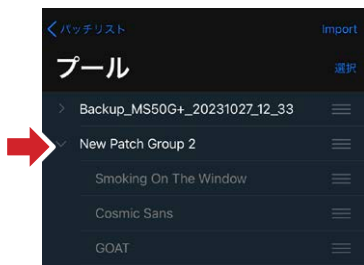 パッチリスト
Import
プール
選択
Backup_MS50G+_20231027_12_33
New Patch Group 2
Smoking On The Window
Cosmic Sans
GOAT